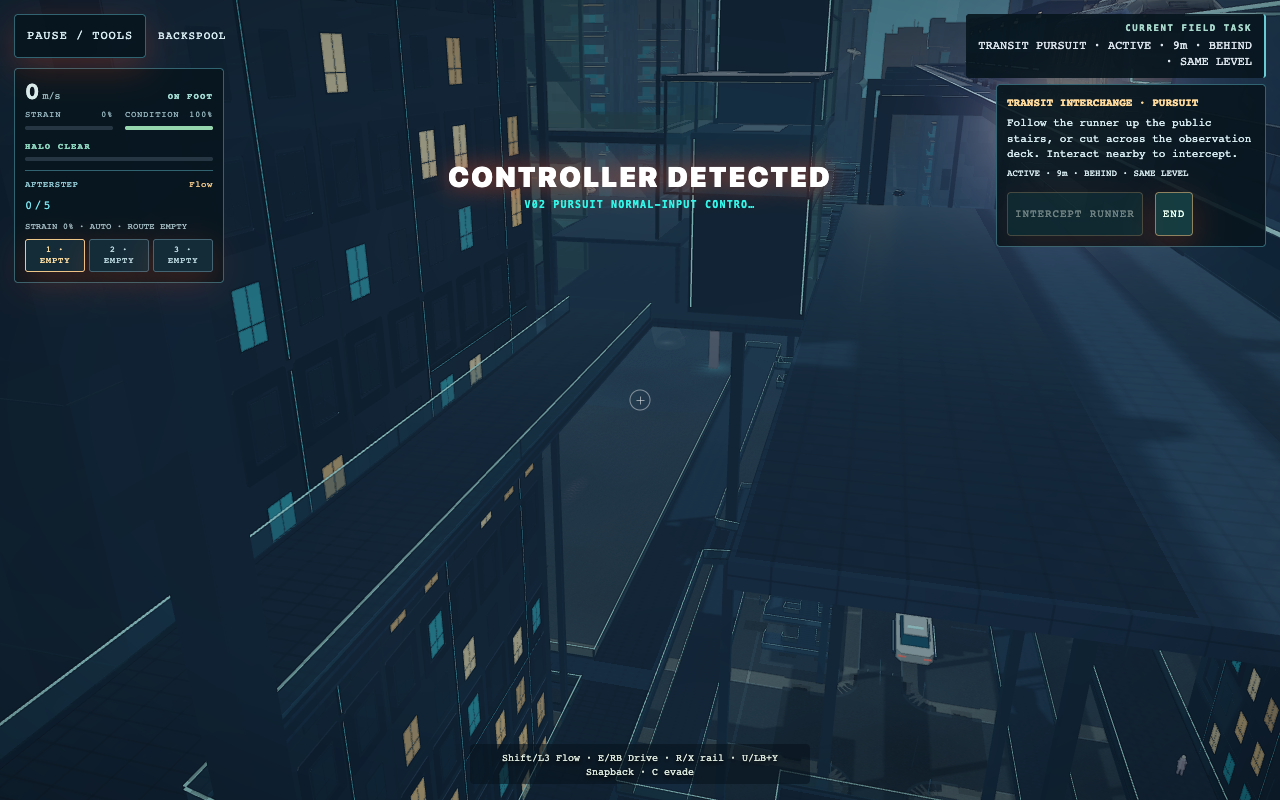 PAUSE / TOOLS
BACKSPOOL
0 m/s
ON FOOT
STRAIN 0%
CONDITION 100%
HALO CLEAR
AFTERSTEP
Flow
0/5
STRAIN 0% · AUTO · ROUTE EMPTY
1 · EMPTY
2 · EMPTY
3 · EMPTY
CONTROLLER DETECTED
V02 PURSUIT NORMAL-INPUT CONTRO…
CURRENT FIELD TASK
TRANSIT PURSUIT · ACTIVE · 9m · BEHIND
· SAME LEVEL
TRANSIT INTERCHANGE · PURSUIT
Follow the runner up the public
stairs, or cut across the observation
deck. Interact nearby to intercept.
ACTIVE · 9m · BEHIND · SAME LEVEL
INTERCEPT RUNNER
END
Shift/L3 Flow · E/RB Drive · R/X rail · U/LB+Y
Snapback · C evade